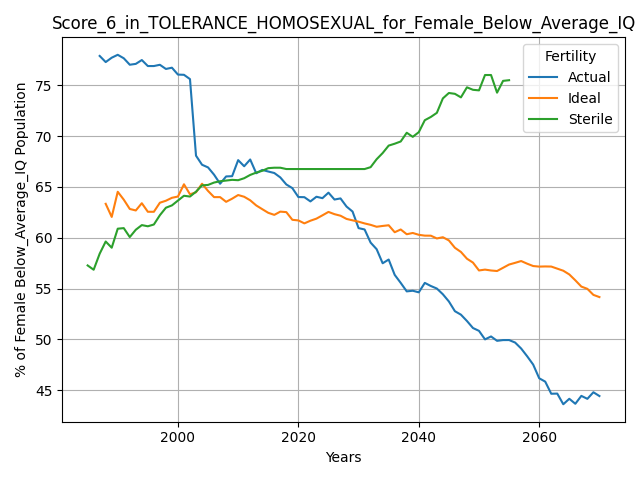 Score_6_in_TOLERANCE_HOMOSEXUAL_for_Female_Below_Average_IQ
Fertility
Actual
Ideal
Sterile
% of Female Below_Average_IQ Population
75
70
65
60
55
50
45
2000
2020
2040
2060
Years